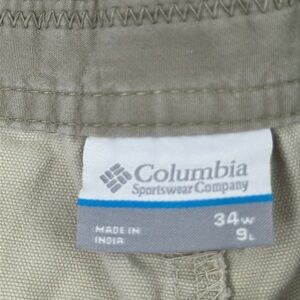 Columbia
Sportswear Company
34W
MADE IN
9L
INDIA